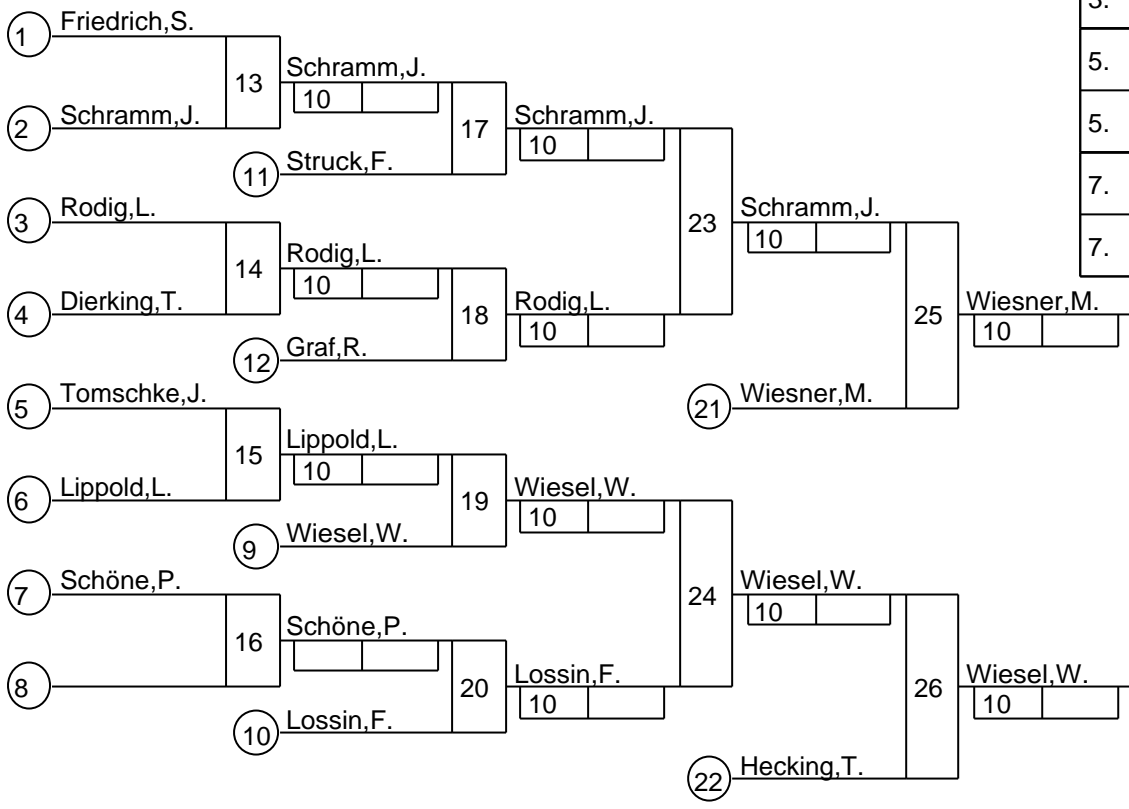 3.
1 Friedrich,S.
5.
13 Schramm,J.
10
5.
2 Schramm,J.
17 Schramm,J.
10
11 Struck,F.
7.
3 Rodig,L.
23 Schramm,J.
10
7.
14 Rodig,L.
10
4 Dierking,T.
18 Rodig,L.
10
25 Wiesner,M.
10
12 Graf,R.
5 Tomschke,J.
21 Wiesner,M.
15 Lippold,L.
10
6 Lippold,L.
19 Wiesel,W.
10
9 Wiesel,W.
7 Schöne,P.
24 Wiesel,W.
10
16 Schöne,P.
8
20 Lossin,F.
10
26 Wiesel,W.
10
10 Lossin,F.
22 Hecking,T.